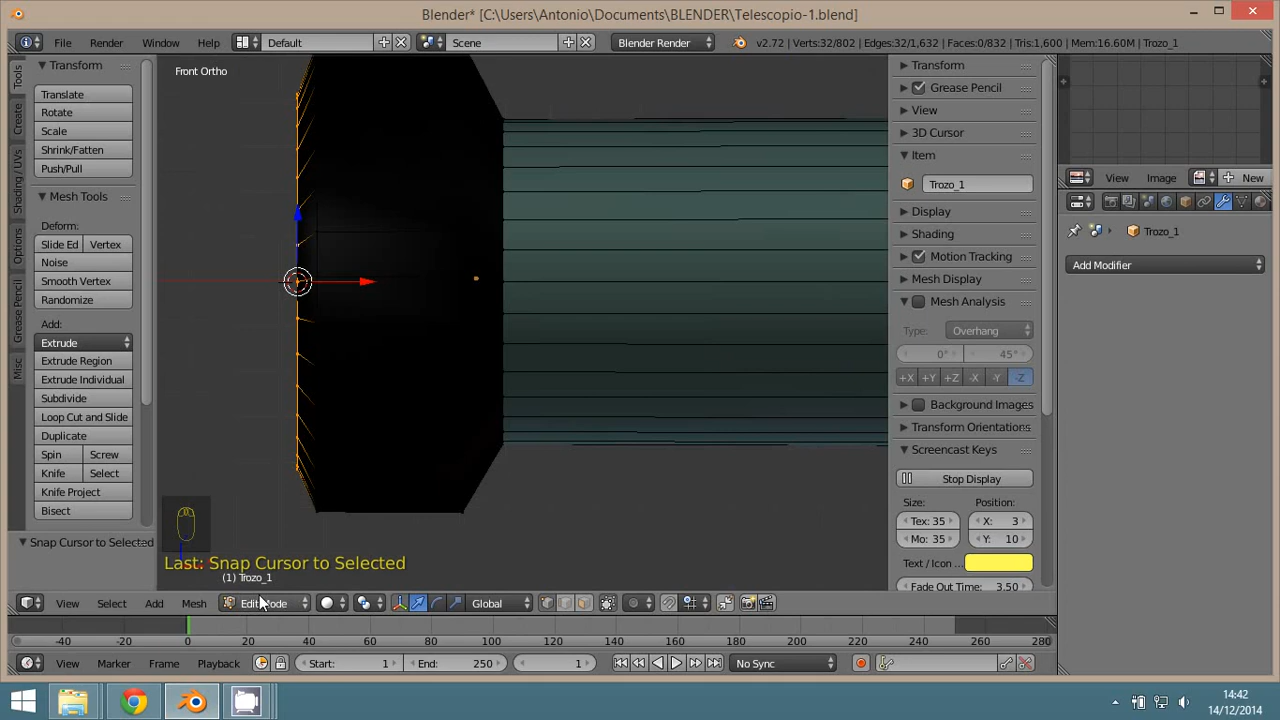 Blender* [C:\Users\Antonio\Documents\BLENDER\Telescopio-1.blend]
File Render Window Help Default Scene Blender Render v2.72 | Verts:32/802 | Edges:32/1,632 | Faces:0/832 | Tris:1,600 | Mem:16.60M | Trozo_1
Tools
Create
Shading / UVs
Options
Grease Pencil
Misc
Transform
Translate
Rotate
Scale
Shrink/Fatten
Push/Pull
Mesh Tools
Deform:
Slide Ed Vertex
Noise
Smooth Vertex
Randomize
Add:
Extrude
Extrude Region
Extrude Individual
Subdivide
Loop Cut and Slide
Duplicate
Spin Screw
Knife Select
Knife Project
Bisect
Snap Cursor to Selected
Front Ortho
Last: Snap Cursor to Selected
(1) Trozo_1
Transform
Grease Pencil
View
3D Cursor
Item
Trozo_1
Display
Shading
Motion Tracking
Mesh Display
Mesh Analysis
Type: Overhang
0° 45°
+X +Y +Z -X -Y -Z
Background Images
Transform Orientations
Screencast Keys
Stop Display
Size: Position:
Tex: 35 X: 3
Mo: 35 Y: 10
Text / Icon ...
Fade Out Time: 3.50
View Image New
Trozo_1
Add Modifier
View Select Add Mesh Edit Mode Global
-40 -20 0 20 40 60 80 100 120 140 160 180 200 220 240 260 280
View Marker Frame Playback Start: 1 End: 250 1 No Sync
14:42
14/12/2014